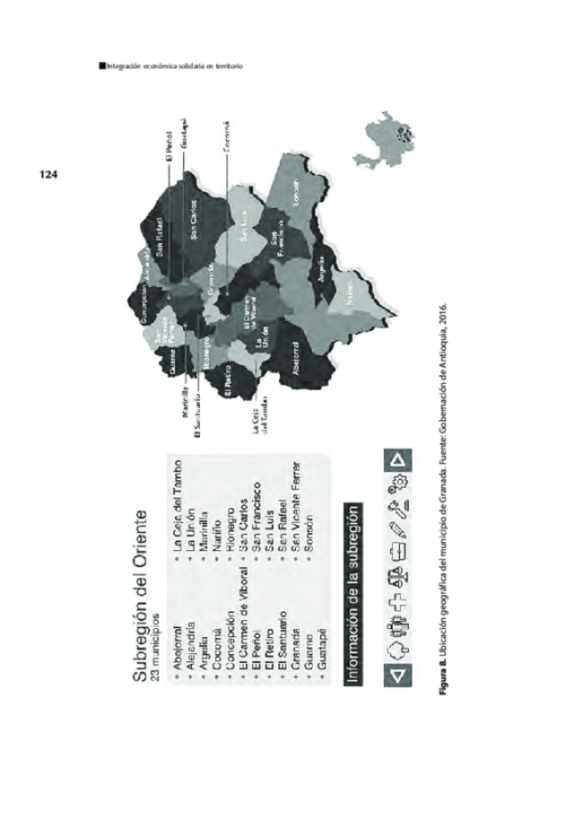 Integración económica solidaria en territorio
124
Subregión del Oriente
23 municipios
• Abejorral
• Alejandría
• Argelia
• Cocorná
• Concepción
• El Carmen de Viboral
• El Peñol
• El Retiro
• El Santuario
• Granada
• Guarne
• Guatapé
• La Ceja del Tambo
• La Unión
• Marinilla
• Nariño
• Rionegro
• San Carlos
• San Francisco
• San Luis
• San Rafael
• San Vicente Ferrer
• Sonsón
Información de la subregión
El Peñol
Guatapé
Cocorná
San Rafael
San Carlos
Alejandría
Concepción
San Vicente Ferrer
Guarne
Granada
San Luis
Sonsón
San Francisco
Rionegro
El Carmen de Viboral
La Unión
El Retiro
Argelia
Nariño
Abejorral
Marinilla
El Santuario
La Ceja
del Tambo
Figura 8. Ubicación geográfica del municipio de Granada. Fuente: Gobernación de Antioquia, 2016.